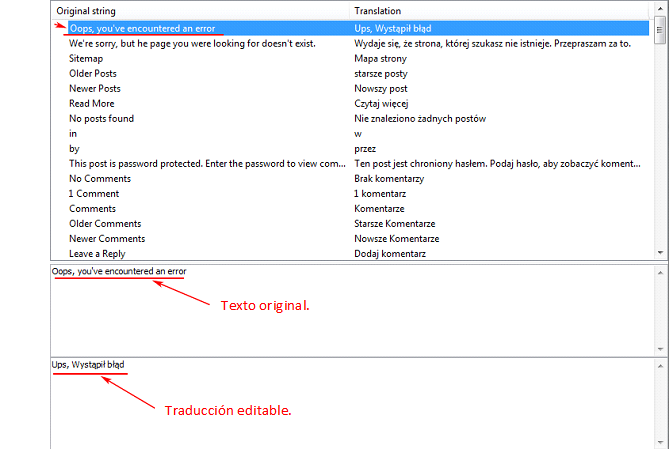 Original string Translation
Oops, you've encountered an error Ups, Wystąpił błąd
We're sorry, but he page you were looking for doesn't exist. Wydaje się, że strona, której szukasz nie istnieje. Przepraszam za to.
Sitemap Mapa strony
Older Posts starsze posty
Newer Posts Nowszy post
Read More Czytaj więcej
No posts found Nie znaleziono żadnych postów
in w
by przez
This post is password protected. Enter the password to view com... Ten post jest chroniony hasłem. Podaj hasło, aby zobaczyć koment...
No Comments Brak komentarzy
1 Comment 1 komentarz
Comments Komentarze
Older Comments Starsze Komentarze
Newer Comments Nowsze Komentarze
Leave a Reply Dodaj komentarz
Oops, you've encountered an error
Texto original.
Ups, Wystąpił błąd
Traducción editable.